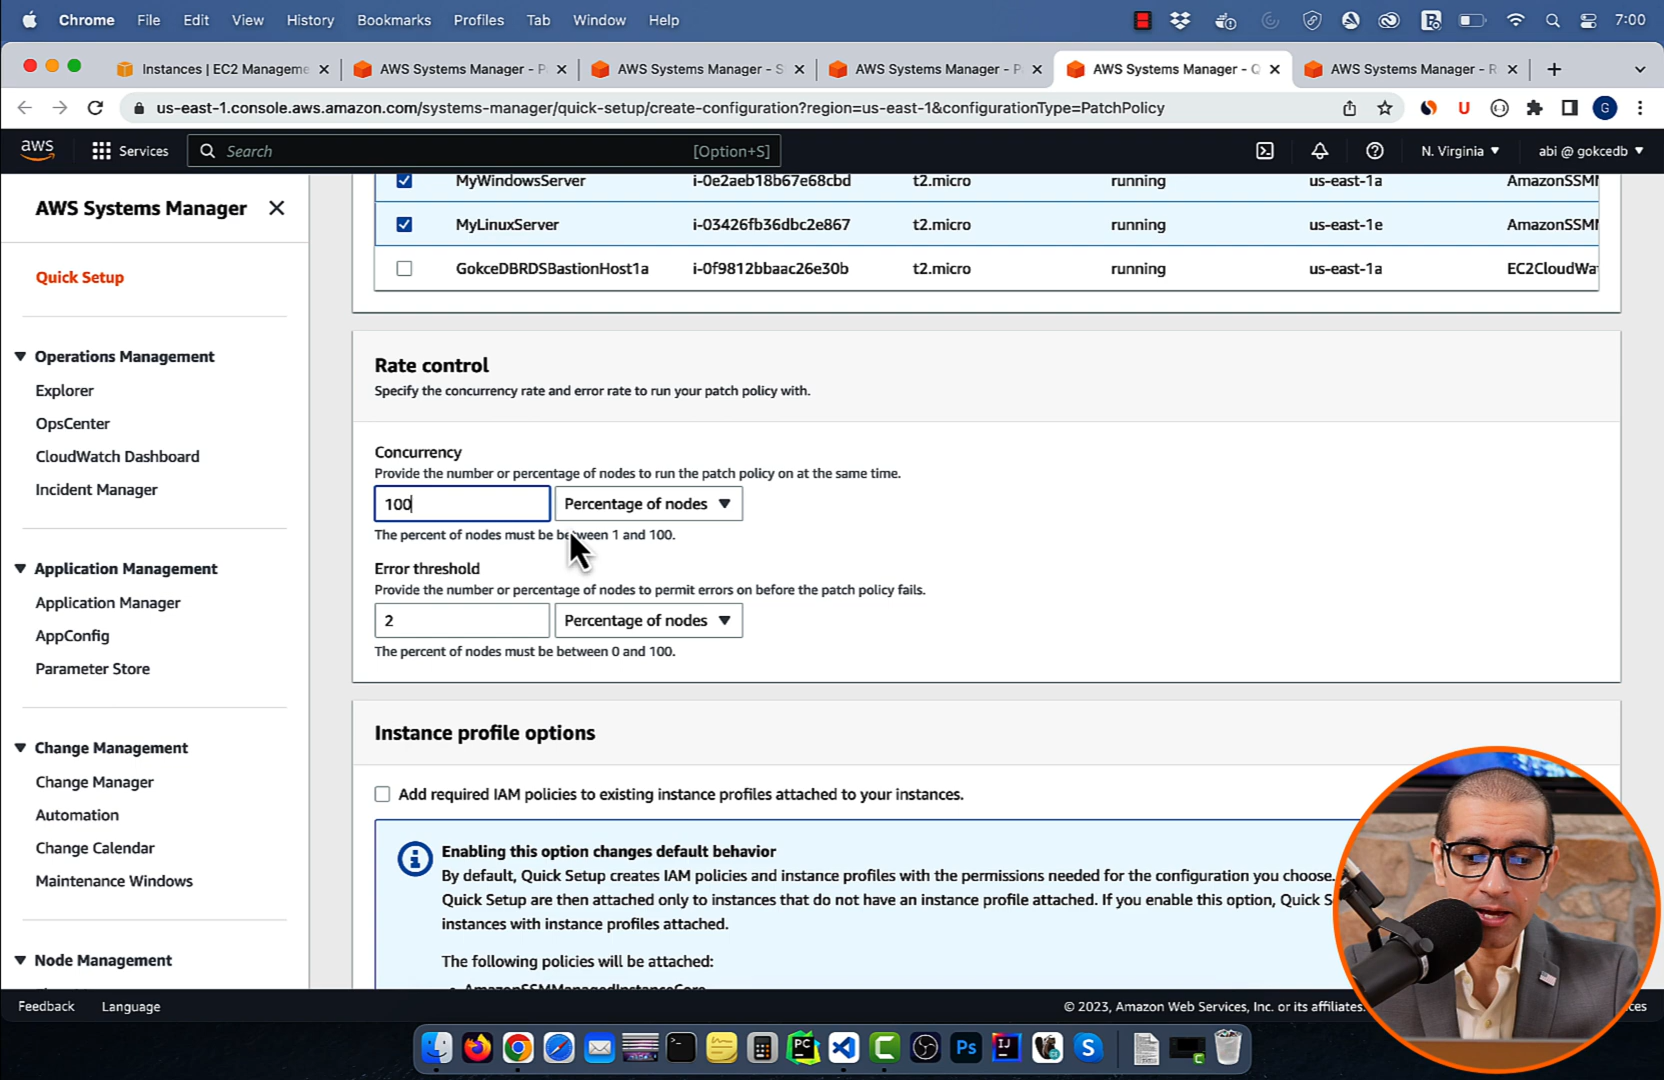 Chrome File Edit View History Bookmarks Profiles Tab Window Help 7:00
Instances | EC2 Manageme AWS Systems Manager - P AWS Systems Manager - S AWS Systems Manager - P AWS Systems Manager - Q AWS Systems Manager - R
us-east-1.console.aws.amazon.com/systems-manager/quick-setup/create-configuration?region=us-east-1&configurationType=PatchPolicy
aws Services Search [Option+S] N. Virginia abi @ gokcedb
AWS Systems Manager
Quick Setup
Operations Management
Explorer
OpsCenter
CloudWatch Dashboard
Incident Manager
Application Management
Application Manager
AppConfig
Parameter Store
Change Management
Change Manager
Automation
Change Calendar
Maintenance Windows
Node Management
MyWindowsServer i-0e2aeb18b67e68cbd t2.micro running us-east-1a AmazonSSM
MyLinuxServer i-03426fb36dbc2e867 t2.micro running us-east-1e AmazonSSM
GokceDBRDSBastionHost1a i-0f9812bbaac26e30b t2.micro running us-east-1a EC2CloudWa
Rate control
Specify the concurrency rate and error rate to run your patch policy with.
Concurrency
Provide the number or percentage of nodes to run the patch policy on at the same time.
100 Percentage of nodes
The percent of nodes must be between 1 and 100.
Error threshold
Provide the number or percentage of nodes to permit errors on before the patch policy fails.
2 Percentage of nodes
The percent of nodes must be between 0 and 100.
Instance profile options
Add required IAM policies to existing instance profiles attached to your instances.
Enabling this option changes default behavior
By default, Quick Setup creates IAM policies and instance profiles with the permissions needed for the configuration you choose.
Quick Setup are then attached only to instances that do not have an instance profile attached. If you enable this option, Quick S
instances with instance profiles attached.
The following policies will be attached:
AmazonSSMManagedInstanceCore
Feedback Language © 2023, Amazon Web Services, Inc. or its affiliates.
PC Ps IJ S